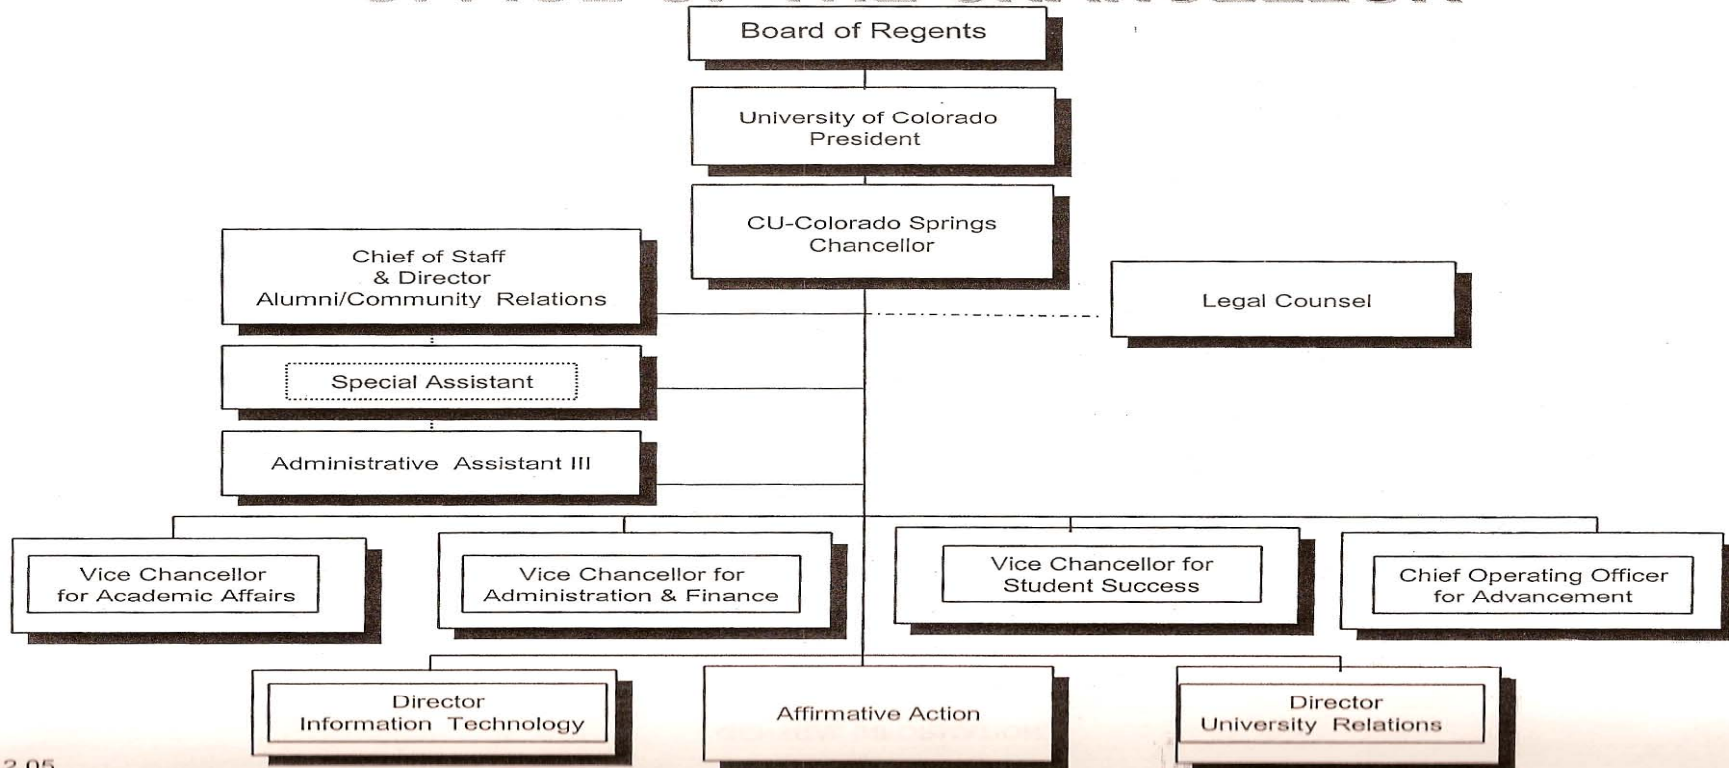 Board of Regents
University of Colorado
President
CU-Colorado Springs
Chancellor
Chief of Staff
& Director
Alumni/Community Relations
Legal Counsel
Special Assistant
Administrative Assistant III
Vice Chancellor
for Academic Affairs
Vice Chancellor for
Administration & Finance
Vice Chancellor for
Student Success
Chief Operating Officer
for Advancement
Director
Information Technology
Affirmative Action
Director
University Relations